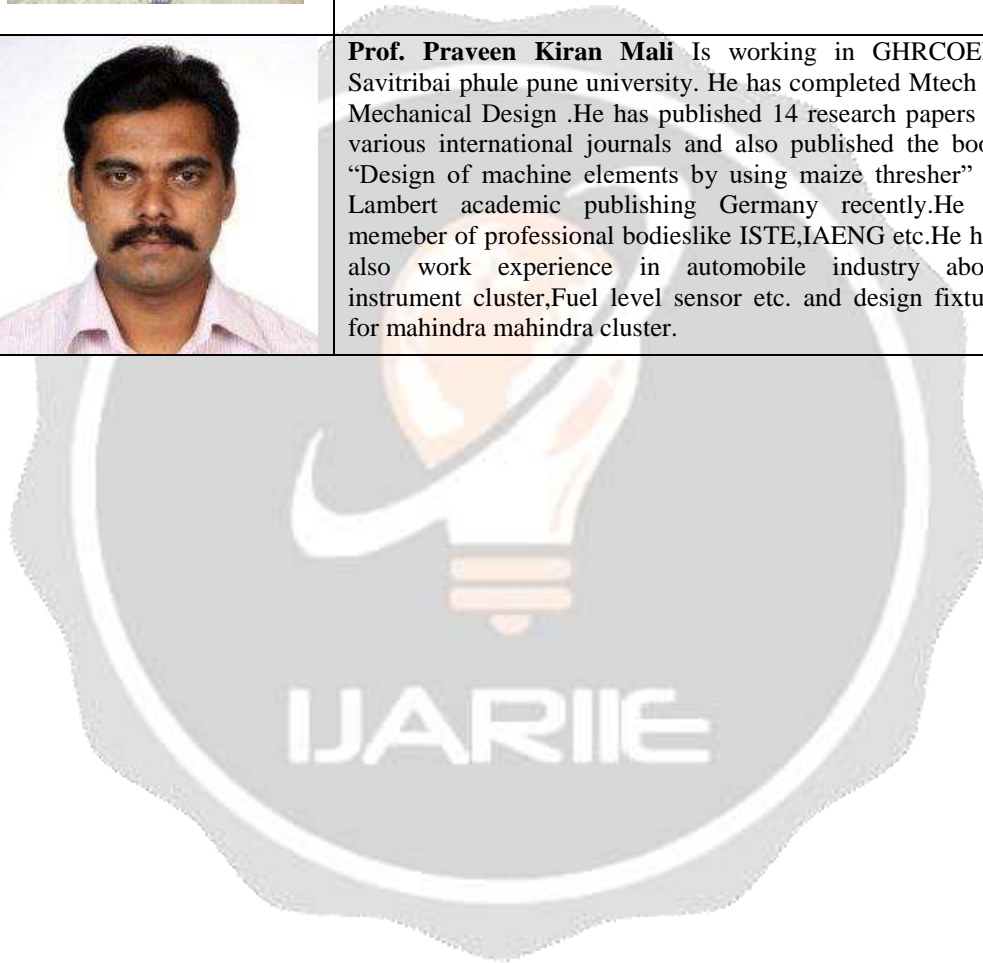 Prof. Praveen Kiran Mali Is working in GHRCOE
Savitribai phule pune university. He has completed Mtech
Mechanical Design .He has published 14 research papers
various international journals and also published the
“Design of machine elements by using maize thresher”
Lambert academic publishing Germany recently.He
memeber of professional bodieslike ISTE,IAENG etc.He
also work experience in automobile industry
instrument cluster,Fuel level sensor etc. and design
for mahindra mahindra cluster.
IJARIIE